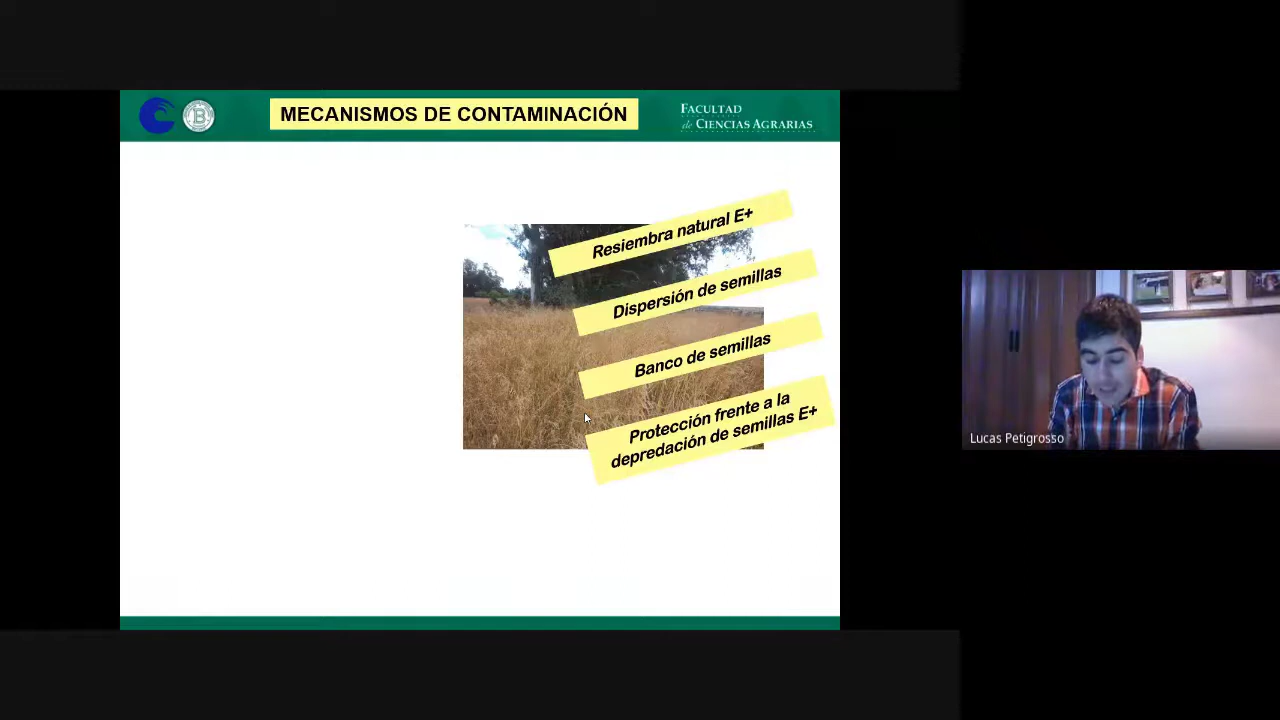 MECANISMOS DE CONTAMINACIÓN
FACULTAD
de CIENCIAS AGRARIAS
Resiembra natural E+
Dispersión de semillas
Banco de semillas
Protección frente a la
depredación de semillas E+
Lucas Petigrosso